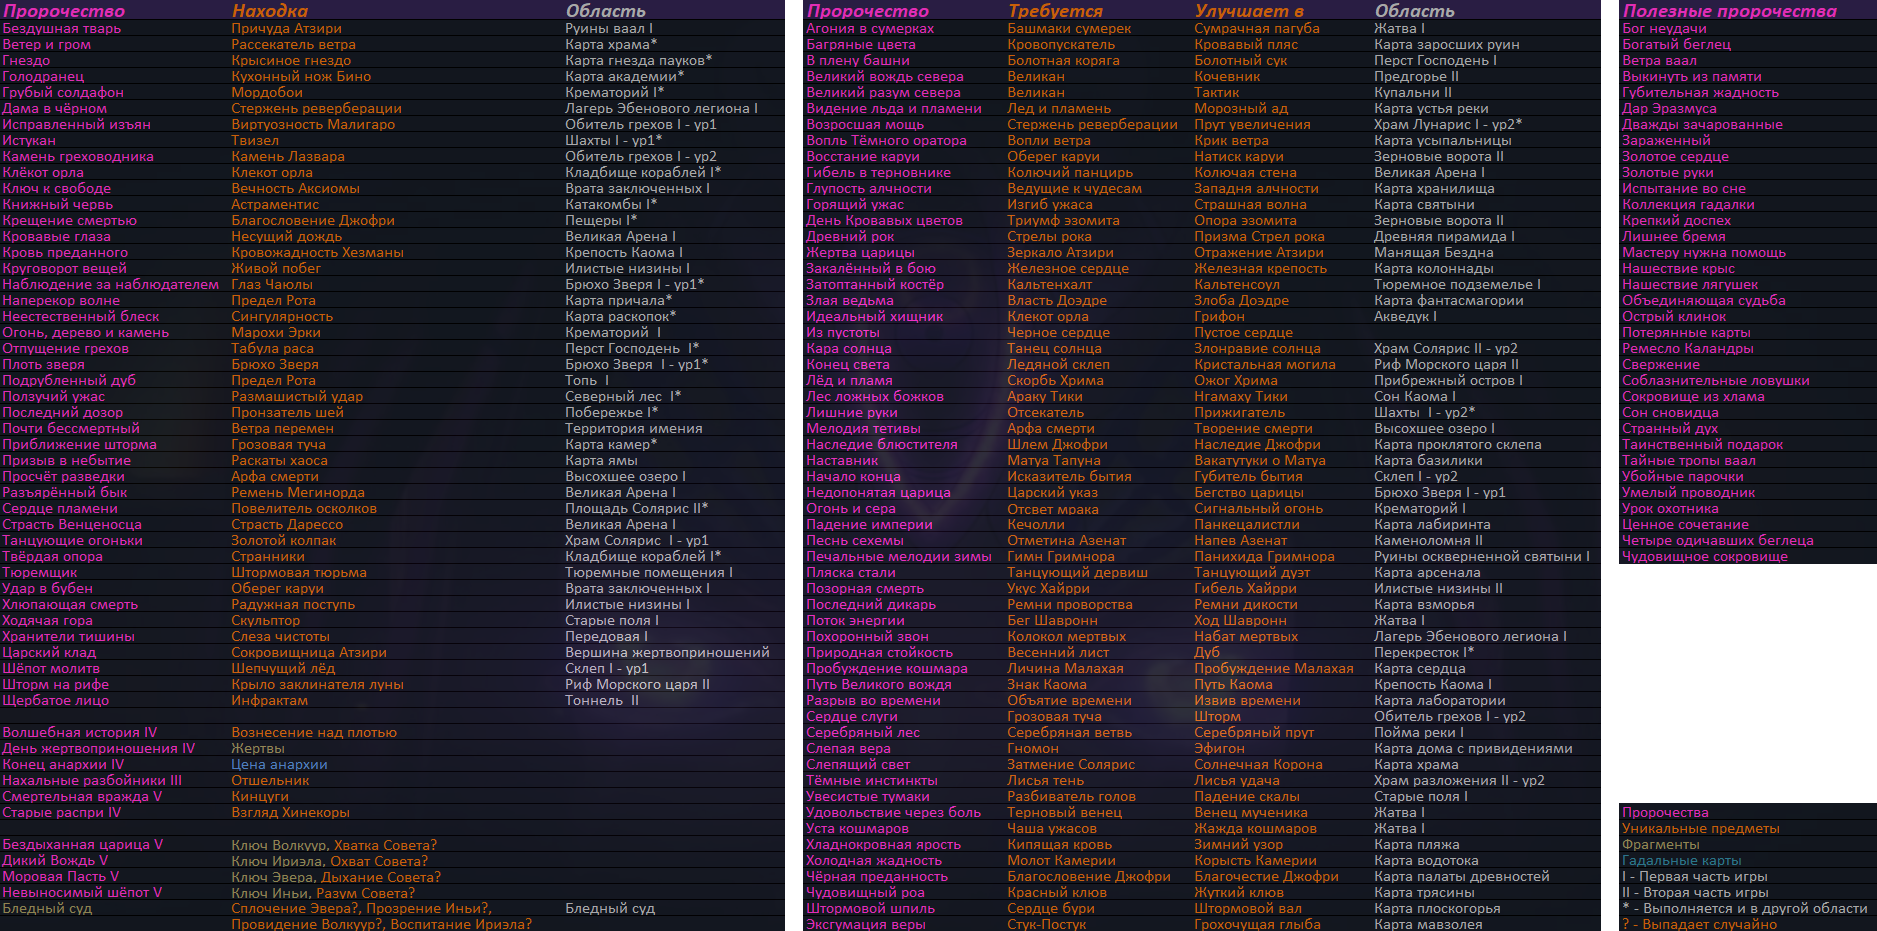 Пророчество Находка Область
Бездушная тварь Причуда Атзири Руины ваал I
Ветер и гром Рассекатель ветра Карта храма*
Гнездо Крысиное гнездо Карта гнезда пауков*
Голодранец Кухонный нож Бино Карта академии*
Грубый солдафон Мордобои Крематорий I*
Дама в чёрном Стержень реверберации Лагерь Эбенового легиона I
Исправленный изъян Виртуозность Малигаро Обитель грехов I - ур1
Истукан Твизел Шахты I - ур1*
Камень греховодника Камень Лазвара Обитель грехов I - ур2
Клёкот орла Клекот орла Кладбище кораблей I*
Ключ к свободе Вечность Аксиомы Врата заключенных I
Книжный червь Астраментис Катакомбы I*
Крещение смертью Благословение Джофри Пещеры I*
Кровавые глаза Несущий дождь Великая Арена I
Кровь преданного Кровожадность Хезманы Крепость Каома I
Круговорот вещей Живой побег Илистые низины I
Наблюдение за наблюдателем Глаз Чаюлы Брюхо Зверя I - ур1*
Наперекор волне Предел Рота Карта причала*
Неестественный блеск Сингулярность Карта раскопок*
Огонь, дерево и камень Марохи Эрки Крематорий I
Отпущение грехов Табула раса Перст Господень I*
Плоть зверя Брюхо Зверя Брюхо Зверя I - ур1*
Подрубленный дуб Предел Рота Топь I
Ползучий ужас Размашистый удар Северный лес I*
Последний дозор Пронзатель шей Побережье I*
Почти бессмертный Ветра перемен Территория имения
Приближение шторма Грозовая туча Карта камер*
Призыв в небытие Раскаты хаоса Карта ямы
Просчёт разведки Арфа смерти Высохшее озеро I
Разъярённый бык Ремень Мегинорда Великая Арена I
Сердце пламени Повелитель осколков Площадь Солярис II*
Страсть Венценосца Страсть Дарессо Великая Арена I
Танцующие огоньки Золотой колпак Храм Солярис I - ур1
Твёрдая опора Странники Кладбище кораблей I*
Тюремщик Штормовая тюрьма Тюремные помещения I
Удар в бубен Оберег каруи Врата заключенных I
Хлюпающая смерть Радужная поступь Илистые низины I
Ходячая гора Скульптор Старые поля I
Хранители тишины Слеза чистоты Передовая I
Царский клад Сокровищница Атзири Вершина жертвоприношений
Шёпот молитв Шепчущий лёд Склеп I - ур1
Шторм на рифе Крыло заклинателя луны Риф Морского царя II
Щербатое лицо Инфрактам Тоннель II
Волшебная история IV Вознесение над плотью
День жертвоприношения IV Жертвы
Конец анархии IV Цена анархии
Нахальные разбойники III Отшельник
Смертельная вражда V Кинцуги
Старые распри IV Взгляд Хинекоры
Бездыханная царица V Ключ Волкуур, Хватка Совета?
Дикий Вождь V Ключ Ириэла, Охват Совета?
Моровая Пасть V Ключ Эвера, Дыхание Совета?
Невыносимый шёпот V Ключ Иньи, Разум Совета?
Бледный суд Сплочение Эвера?, Прозрение Иньи?, Бледный суд
Провидение Волкуур?, Воспитание Ириэла?
Пророчество Требуется Улучшает в Область
Агония в сумерках Башмаки сумерек Сумрачная пагуба Жатва I
Багряные цвета Кровопускатель Кровавый пляс Карта заросших руин
В плену башни Болотная коряга Болотный сук Перст Господень I
Великий вождь севера Великан Кочевник Предгорье II
Великий разум севера Великан Тактик Купальни II
Видение льда и пламени Лед и пламень Морозный ад Карта устья реки
Возросшая мощь Стержень реверберации Прут увеличения Храм Лунарис I - ур2*
Вопль Тёмного оратора Вопли ветра Крик ветра Карта усыпальницы
Восстание каруи Оберег каруи Натиск каруи Зерновые ворота II
Гибель в терновнике Колючий панцирь Колючая стена Великая Арена I
Глупость алчности Ведущие к чудесам Западня алчности Карта хранилища
Горящий ужас Изгиб ужаса Страшная волна Карта святыни
День Кровавых цветов Триумф эзомита Опора эзомита Зерновые ворота II
Древний рок Стрелы рока Призма Стрел рока Древняя пирамида I
Жертва царицы Зеркало Атзири Отражение Атзири Манящая Бездна
Закалённый в бою Железное сердце Железная крепость Карта колоннады
Затоптанный костёр Кальтенхалт Кальтенсоул Тюремное подземелье I
Злая ведьма Власть Доэдре Злоба Доэдре Карта фантасмагории
Идеальный хищник Клекот орла Грифон Акведук I
Из пустоты Черное сердце Пустое сердце
Кара солнца Танец солнца Злонравие солнца Храм Солярис II - ур2
Конец света Ледяной склеп Кристальная могила Риф Морского царя II
Лёд и пламя Скорбь Хрима Ожог Хрима Прибрежный остров I
Лес ложных божков Араку Тики Нгамаху Тики Сон Каома I
Лишние руки Отсекатель Прижигатель Шахты I - ур2*
Мелодия тетивы Арфа смерти Творение смерти Высохшее озеро I
Наследие блюстителя Шлем Джофри Наследие Джофри Карта проклятого склепа
Наставник Матуа Тапуна Вакатутуки о Матуа Карта базилики
Начало конца Исказитель бытия Губитель бытия Склеп I - ур2
Недопонятая царица Царский указ Бегство царицы Брюхо Зверя I - ур1
Огонь и сера Отсвет мрака Сигнальный огонь Крематорий I
Падение империи Кечолли Панкецалистли Карта лабиринта
Песнь сехемы Отметина Азенат Напев Азенат Каменоломня II
Печальные мелодии зимы Гимн Гримнора Панихида Гримнора Руины оскверненной святыни I
Пляска стали Танцующий дервиш Танцующий дуэт Карта арсенала
Позорная смерть Укус Хайрри Гибель Хайрри Илистые низины II
Последний дикарь Ремни проворства Ремни дикости Карта взморья
Поток энергии Бег Шавронн Ход Шавронн Жатва I
Похоронный звон Колокол мертвых Набат мертвых Лагерь Эбенового легиона I
Природная стойкость Весенний лист Дуб Перекресток I*
Пробуждение кошмара Личина Малахая Пробуждение Малахая Карта сердца
Путь Великого вождя Знак Каома Путь Каома Крепость Каома I
Разрыв во времени Объятие времени Извив времени Карта лаборатории
Сердце слуги Грозовая туча Шторм Обитель грехов I - ур2
Серебряный лес Серебряная ветвь Серебряный прут Пойма реки I
Слепая вера Гномон Эфигон Карта дома с привидениями
Слепящий свет Затмение Солярис Солнечная Корона Карта храма
Тёмные инстинкты Лисья тень Лисья удача Храм разложения II - ур2
Увесистые тумаки Разбиватель голов Падение скалы Старые поля I
Удовольствие через боль Терновый венец Венец мученика Жатва I
Уста кошмаров Чаша ужасов Жажда кошмаров Жатва I
Хладнокровная ярость Кипящая кровь Зимний узор Карта пляжа
Холодная жадность Молот Камерии Корысть Камерии Карта водотока
Чёрная преданность Благословение Джофри Благочестие Джофри Карта палаты древностей
Чудовищный роа Красный клюв Жуткий клюв Карта трясины
Штормовой шпиль Сердце бури Штормовой вал Карта плоскогорья
Эксгумация веры Стук-Постук Грохочущая глыба Карта мавзолея
Полезные пророчества
Бог неудачи
Богатый беглец
Ветра ваал
Выкинуть из памяти
Губительная жадность
Дар Эразмуса
Дважды зачарованные
Зараженный
Золотое сердце
Золотые руки
Испытание во сне
Коллекция гадалки
Крепкий доспех
Лишнее бремя
Мастеру нужна помощь
Нашествие крыс
Нашествие лягушек
Объединяющая судьба
Острый клинок
Потерянные карты
Ремесло Каландры
Свержение
Соблазнительные ловушки
Сокровище из хлама
Сон сновидца
Странный дух
Таинственный подарок
Тайные тропы ваал
Убойные парочки
Умелый проводник
Урок охотника
Ценное сочетание
Четыре одичавших беглеца
Чудовищное сокровище
Пророчества
Уникальные предметы
Фрагменты
Гадальные карты
I - Первая часть игры
II - Вторая часть игры
* - Выполняется и в другой области
? - Выпадает случайно